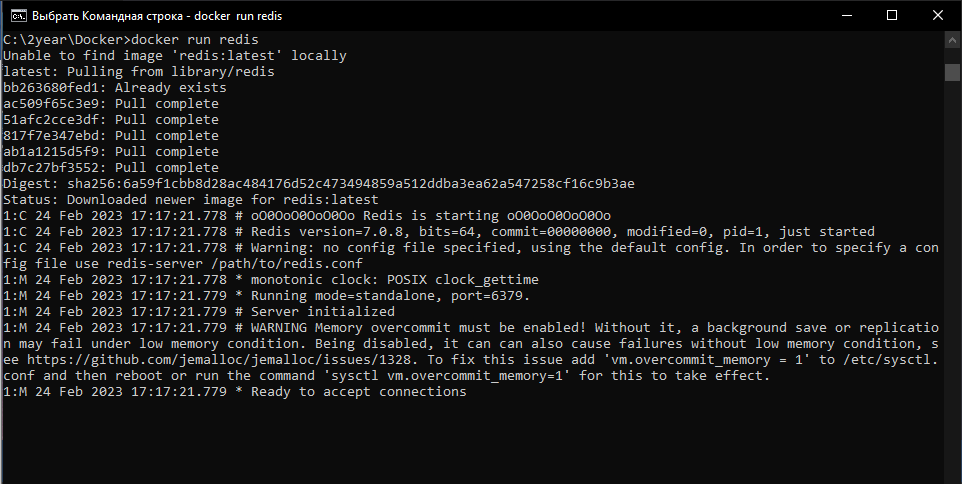 Выбрать Командная строка - docker run redis
C:\2year\Docker>docker run redis
Unable to find image 'redis:latest' locally
latest: Pulling from library/redis
bb263680fed1: Already exists
ac509f65c3e9: Pull complete
51afc2cce3df: Pull complete
817f7e347ebd: Pull complete
ab1a1215d5f9: Pull complete
db7c27bf3552: Pull complete
Digest: sha256:6a59f1cbb8d28ac484176d52c473494859a512ddba3ea62a547258cf16c9b3ae
Status: Downloaded newer image for redis:latest
1:C 24 Feb 2023 17:17:21.778 # oO0OoO0OoO0Oo Redis is starting oO0OoO0OoO0Oo
1:C 24 Feb 2023 17:17:21.778 # Redis version=7.0.8, bits=64, commit=00000000, modified=0, pid=1, just started
1:C 24 Feb 2023 17:17:21.778 # Warning: no config file specified, using the default config. In order to specify a con
fig file use redis-server /path/to/redis.conf
1:M 24 Feb 2023 17:17:21.778 * monotonic clock: POSIX clock_gettime
1:M 24 Feb 2023 17:17:21.779 * Running mode=standalone, port=6379.
1:M 24 Feb 2023 17:17:21.779 # Server initialized
1:M 24 Feb 2023 17:17:21.779 # WARNING Memory overcommit must be enabled! Without it, a background save or replicatio
n may fail under low memory condition. Being disabled, it can can also cause failures without low memory condition, s
ee https://github.com/jemalloc/jemalloc/issues/1328. To fix this issue add 'vm.overcommit_memory = 1' to /etc/sysctl.
conf and then reboot or run the command 'sysctl vm.overcommit_memory=1' for this to take effect.
1:M 24 Feb 2023 17:17:21.779 * Ready to accept connections